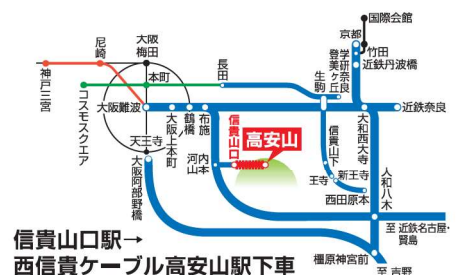 国際会館
京都
竹田
近鉄丹波橋
大阪
梅田
尼崎
本町
長田
学研奈良
登美ヶ丘
生駒
神戸三宮
コスモスクエア
大阪難波
大阪上本町
鶴橋
布施
信貴山口
高安山
近鉄奈良
大和西大寺
天王寺
大阪阿部野橋
河内
山本
信貴山下
王寺
新王寺
西田原本
大和八木
至 近鉄名古屋・
賢島
橿原神宮前
至 吉野
信貴山口駅→
西信貴ケーブル高安山駅下車